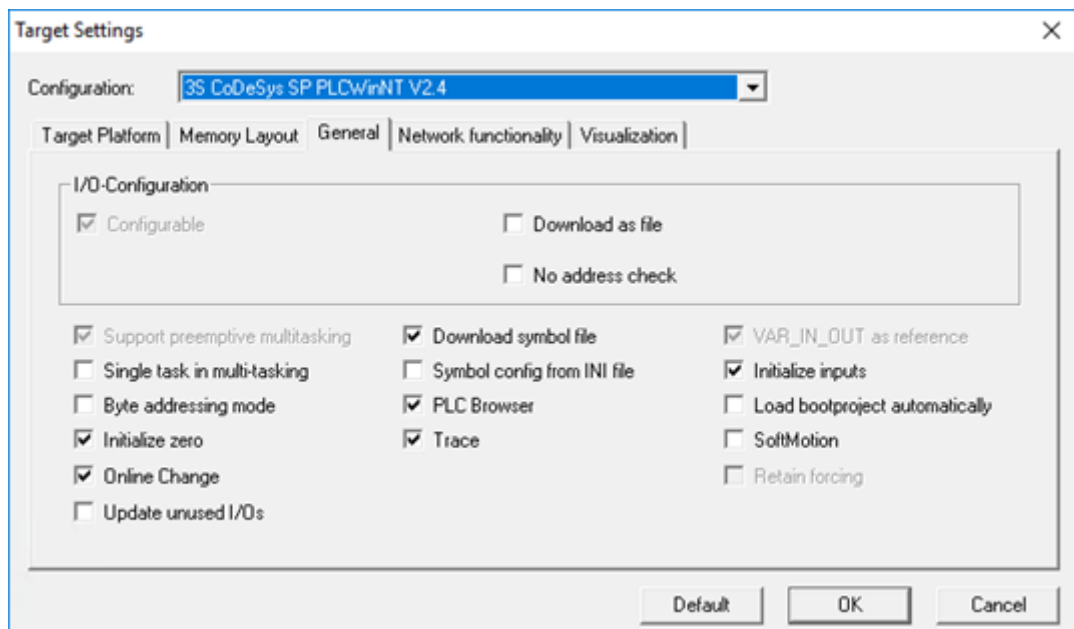 Target Settings
Configuration: 3S CoDeSys SP PLCWinNT V2.4
Target Platform Memory Layout General Network functionality Visualization
I/O-Configuration
Configurable Download as file
No address check
Support preemptive multitasking Download symbol file VAR_IN_OUT as reference
Single task in multi-tasking Symbol config from INI file Initialize inputs
Byte addressing mode PLC Browser Load bootproject automatically
Initialize zero Trace SoftMotion
Online Change Retain forcing
Update unused I/Os
Default OK Cancel